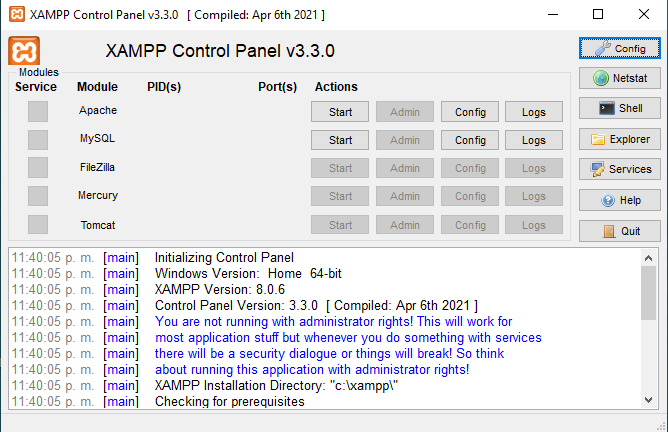 XAMPP Control Panel v3.3.0 [ Compiled: Apr 6th 2021 ]
XAMPP Control Panel v3.3.0
Config
Netstat
Shell
Explorer
Services
Help
Quit
Modules
Service Module PID(s) Port(s) Actions
Apache Start Admin Config Logs
MySQL Start Admin Config Logs
FileZilla Start Admin Config Logs
Mercury Start Admin Config Logs
Tomcat Start Admin Config Logs
11:40:05 p. m. [main] Initializing Control Panel
11:40:05 p. m. [main] Windows Version: Home 64-bit
11:40:05 p. m. [main] XAMPP Version: 8.0.6
11:40:05 p. m. [main] Control Panel Version: 3.3.0 [ Compiled: Apr 6th 2021 ]
11:40:05 p. m. [main] You are not running with administrator rights! This will work for
11:40:05 p. m. [main] most application stuff but whenever you do something with services
11:40:05 p. m. [main] there will be a security dialogue or things will break! So think
11:40:05 p. m. [main] about running this application with administrator rights!
11:40:05 p. m. [main] XAMPP Installation Directory: "c:\xampp\"
11:40:05 p. m. [main] Checking for prerequisites